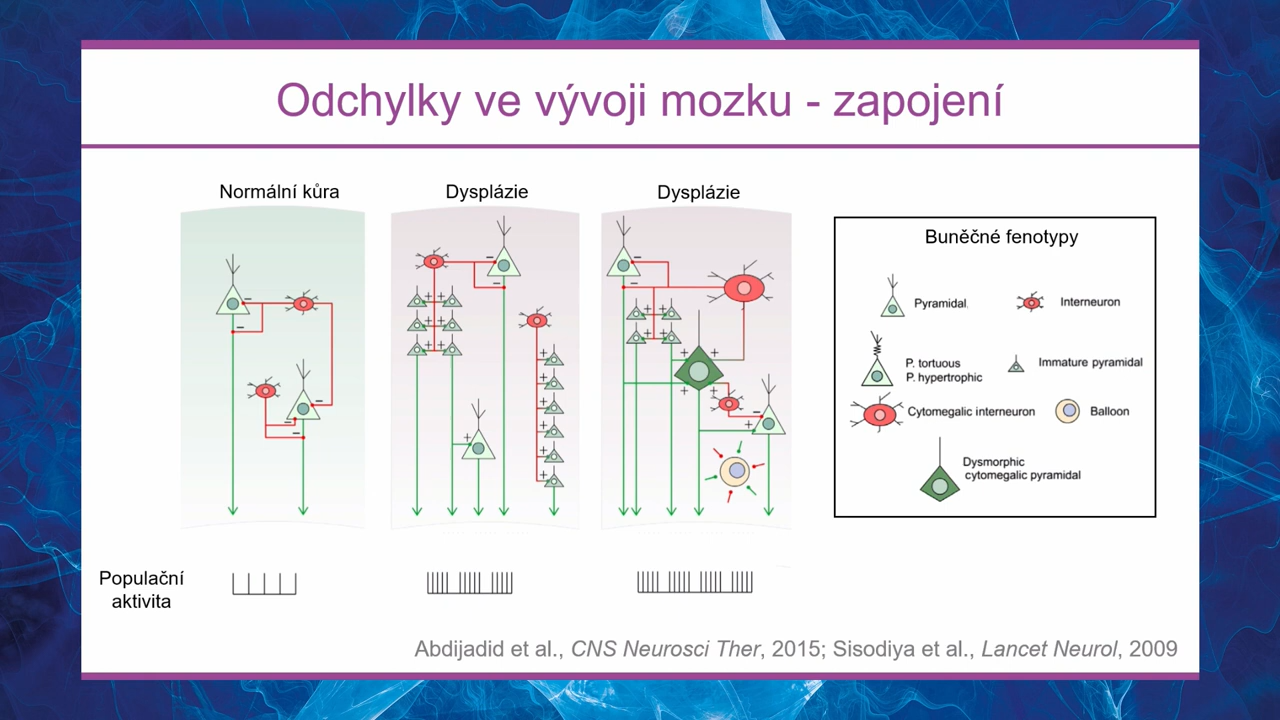 Odchylky ve vývoji mozku - zapojení
Normální kůra
Dysplázie
Dysplázie
Buněčné fenotypy
Pyramidal
Interneuron
P. tortuous
P. hypertrophic
Immature pyramidal
Cytomegalic interneuron
Balloon
Dysmorphic
cytomegalic pyramidal
Populační
aktivita
Abdijadid et al., CNS Neurosci Ther, 2015; Sisodiya et al., Lancet Neurol, 2009